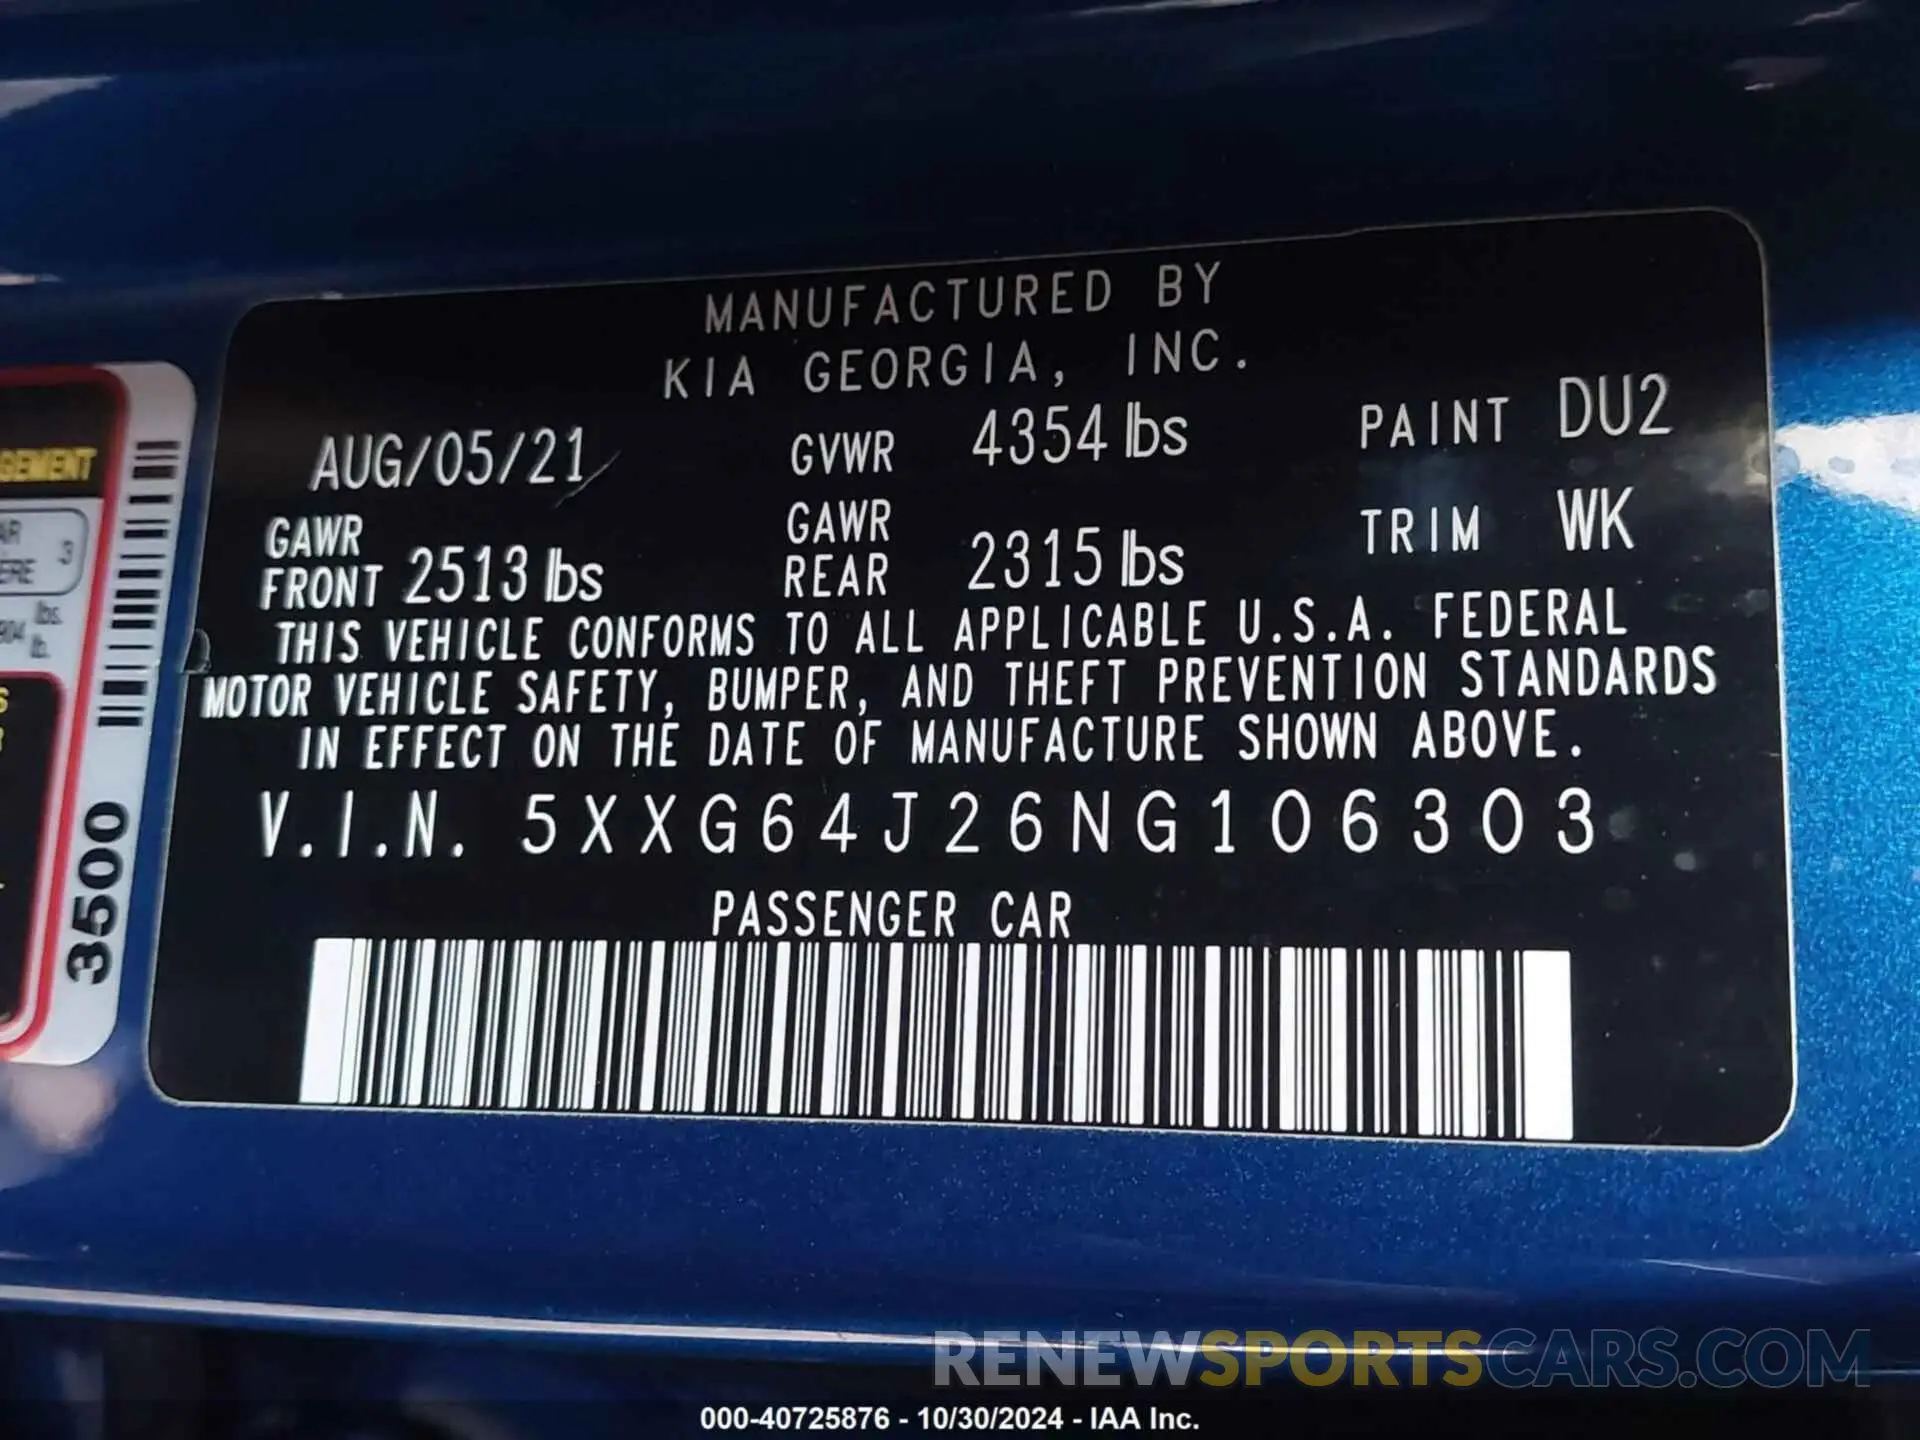 MANUFACTURED BY
KIA GEORGIA, INC.
AUG/05/21 GVWR 4354 lbs PAINT DU2
GAWR FRONT 2513 lbs GAWR REAR 2315 lbs TRIM WK
THIS VEHICLE CONFORMS TO ALL APPLICABLE U.S.A. FEDERAL
MOTOR VEHICLE SAFETY, BUMPER, AND THEFT PREVENTION STANDARDS
IN EFFECT ON THE DATE OF MANUFACTURE SHOWN ABOVE.
V.I.N. 5XXG64J26NG106303
PASSENGER CAR
3
lbs.
lb.
3500
RENEWSPORTSCARS.COM
000-40725876 - 10/30/2024 - IAA Inc.